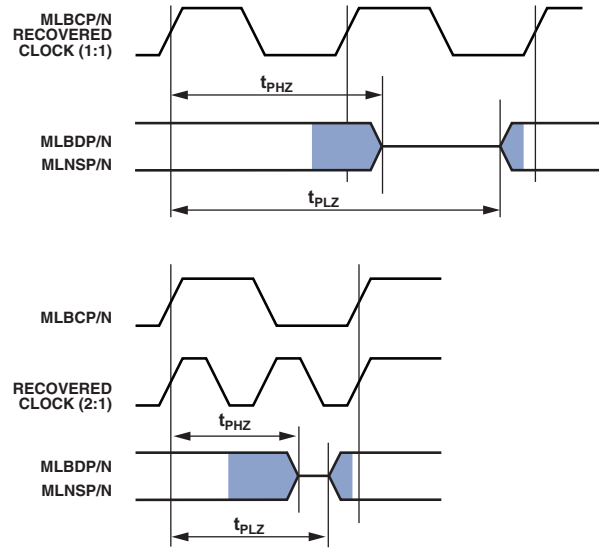 MLBCP/N
RECOVERED
CLOCK (1:1)
tPHZ
MLBDP/N
MLNSP/N
tPLZ
MLBCP/N
RECOVERED
CLOCK (2:1)
tPHZ
MLBDP/N
MLNSP/N
tPLZ